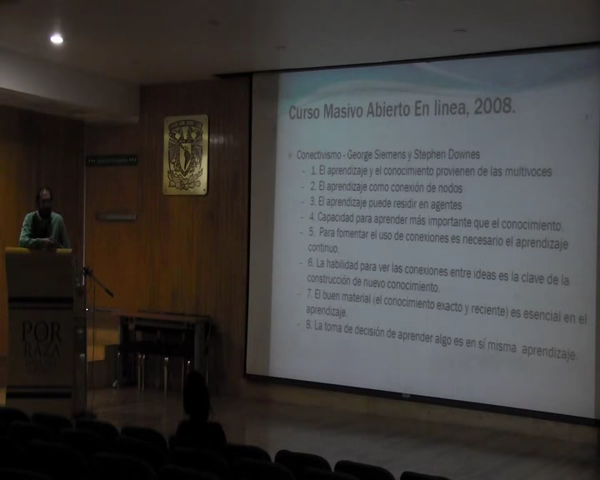 Curso Masivo Abierto En linea, 2008.
Conectivismo - George Siemens y Stephen Downes
- 1. El aprendizaje y el conocimiento provienen de las multivoces
- 2. El aprendizaje como conexión de nodos
- 3. El aprendizaje puede residir en agentes
- 4. Capacidad para aprender más importante que el conocimiento.
- 5. Para fomentar el uso de conexiones es necesario el aprendizaje
continuo.
- 6. La habilidad para ver las conexiones entre ideas es la clave de la
construcción de nuevo conocimiento.
- 7. El buen material (el conocimiento exacto y reciente) es esencial en el
aprendizaje.
- 8. La toma de decisión de aprender algo es en sí misma aprendizaje.
POR
RAZA